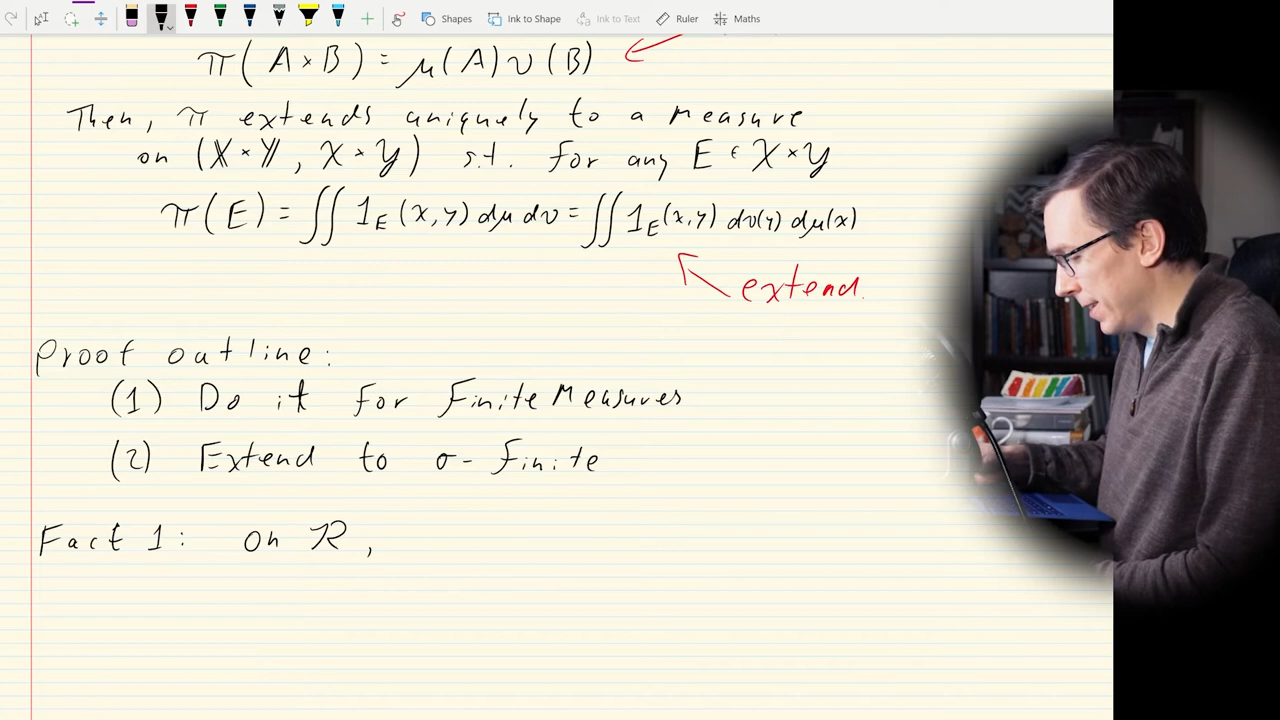 Shapes Ink to Shape Ink to Text Ruler Maths
π(A×B) = μ(A)ν(B)
Then, π extends uniquely to a measure
on (𝕏×𝕐, 𝒳×𝒴) s.t. for any E ∈ 𝒳×𝒴
π(E) = ∬ 1_E (x,y) dμ dν = ∬ 1_E(x,y) dν(y) dμ(x)
extend.
Proof outline:
(1) Do it for finite Measures
(2) Extend to σ-finite
Fact 1: on ℛ,